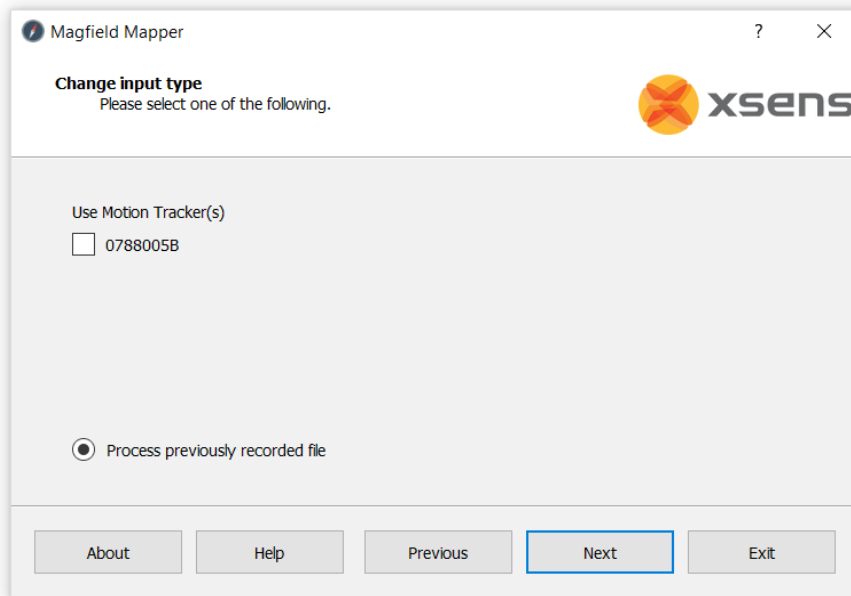 Magfield Mapper
?
Change input type
Please select one of the following.
xsens
Use Motion Tracker(s)
0788005B
Process previously recorded file
About
Help
Previous
Next
Exit